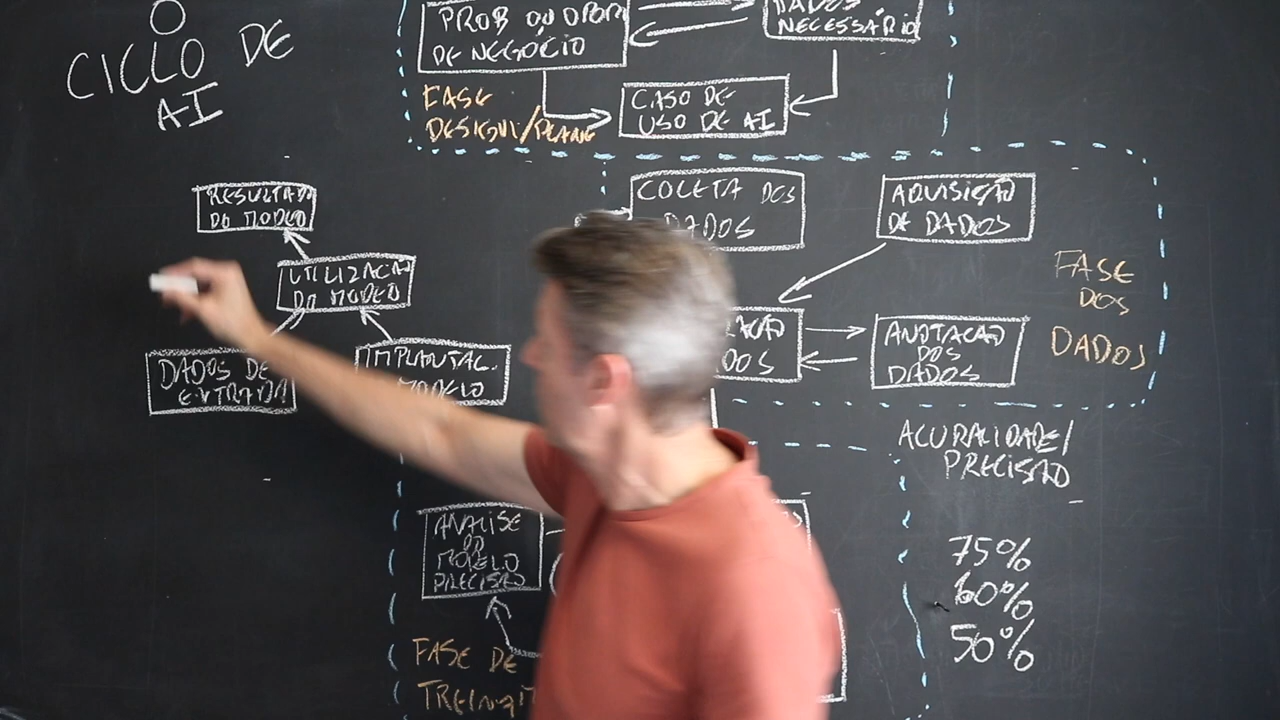 O
CICLO DE
AI
PROB OU OPOR
DE NEGÓCIO
DADOS
NECESSÁRIO
FASE
DESIGN/PLANE
CASO DE
USO DE AI
RESULTADO
DO MODELO
UTILIZAÇÃO
DO MODELO
DADOS DE
ENTRADA
IMPLANTAÇ.
MODELO
COLETA DOS
DADOS
AQUISIÇÃO
DE DADOS
ANOTAÇÃO
DOS
DADOS
FASE
DOS
DADOS
ACURALIDADE/
PRECISÃO
75%
60%
50%
ANÁLISE
DO
MODELO
PRECISÃO
FASE DE